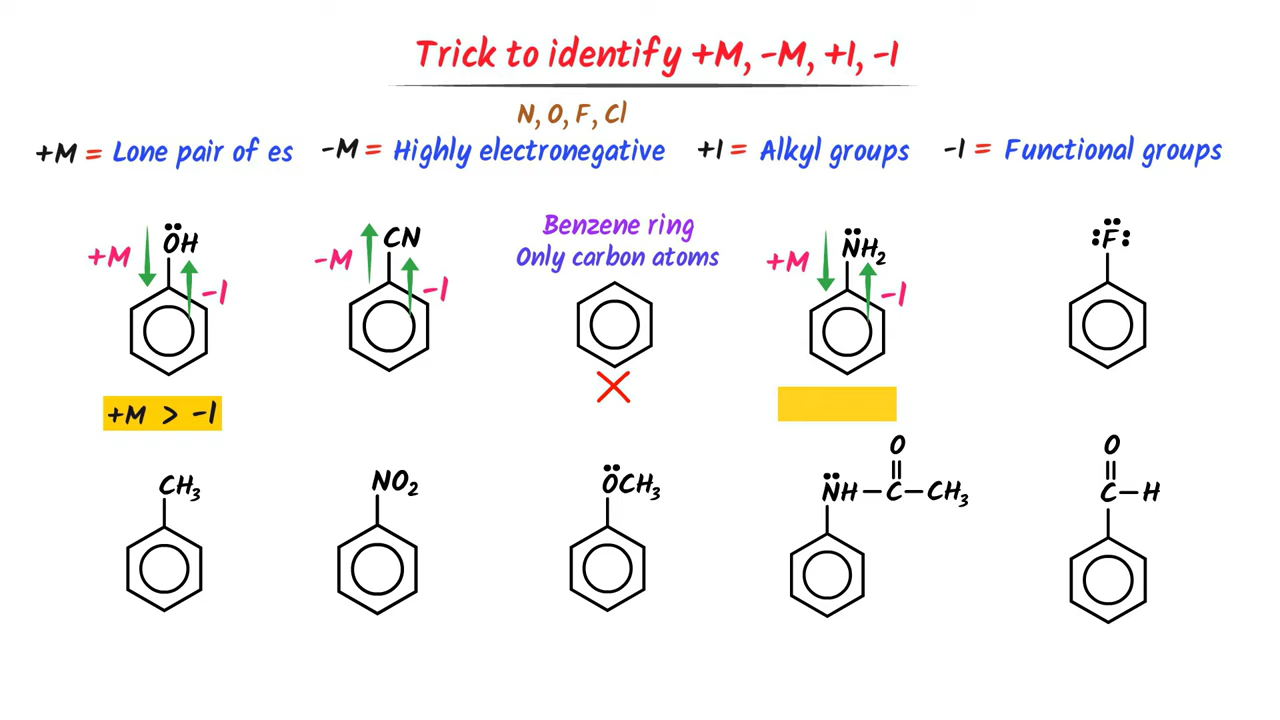 Trick to identify +M, -M, +I, -I
N, O, F, Cl
+M = Lone pair of es
-M = Highly electronegative
+I = Alkyl groups
-I = Functional groups
+M
ÖH
-I
-M
CN
-I
Benzene ring
Only carbon atoms
+M
N̈H₂
-I
:F̈:
+M > -I
CH₃
NO₂
ÖCH₃
O
N̈H-C-CH₃
O
C-H